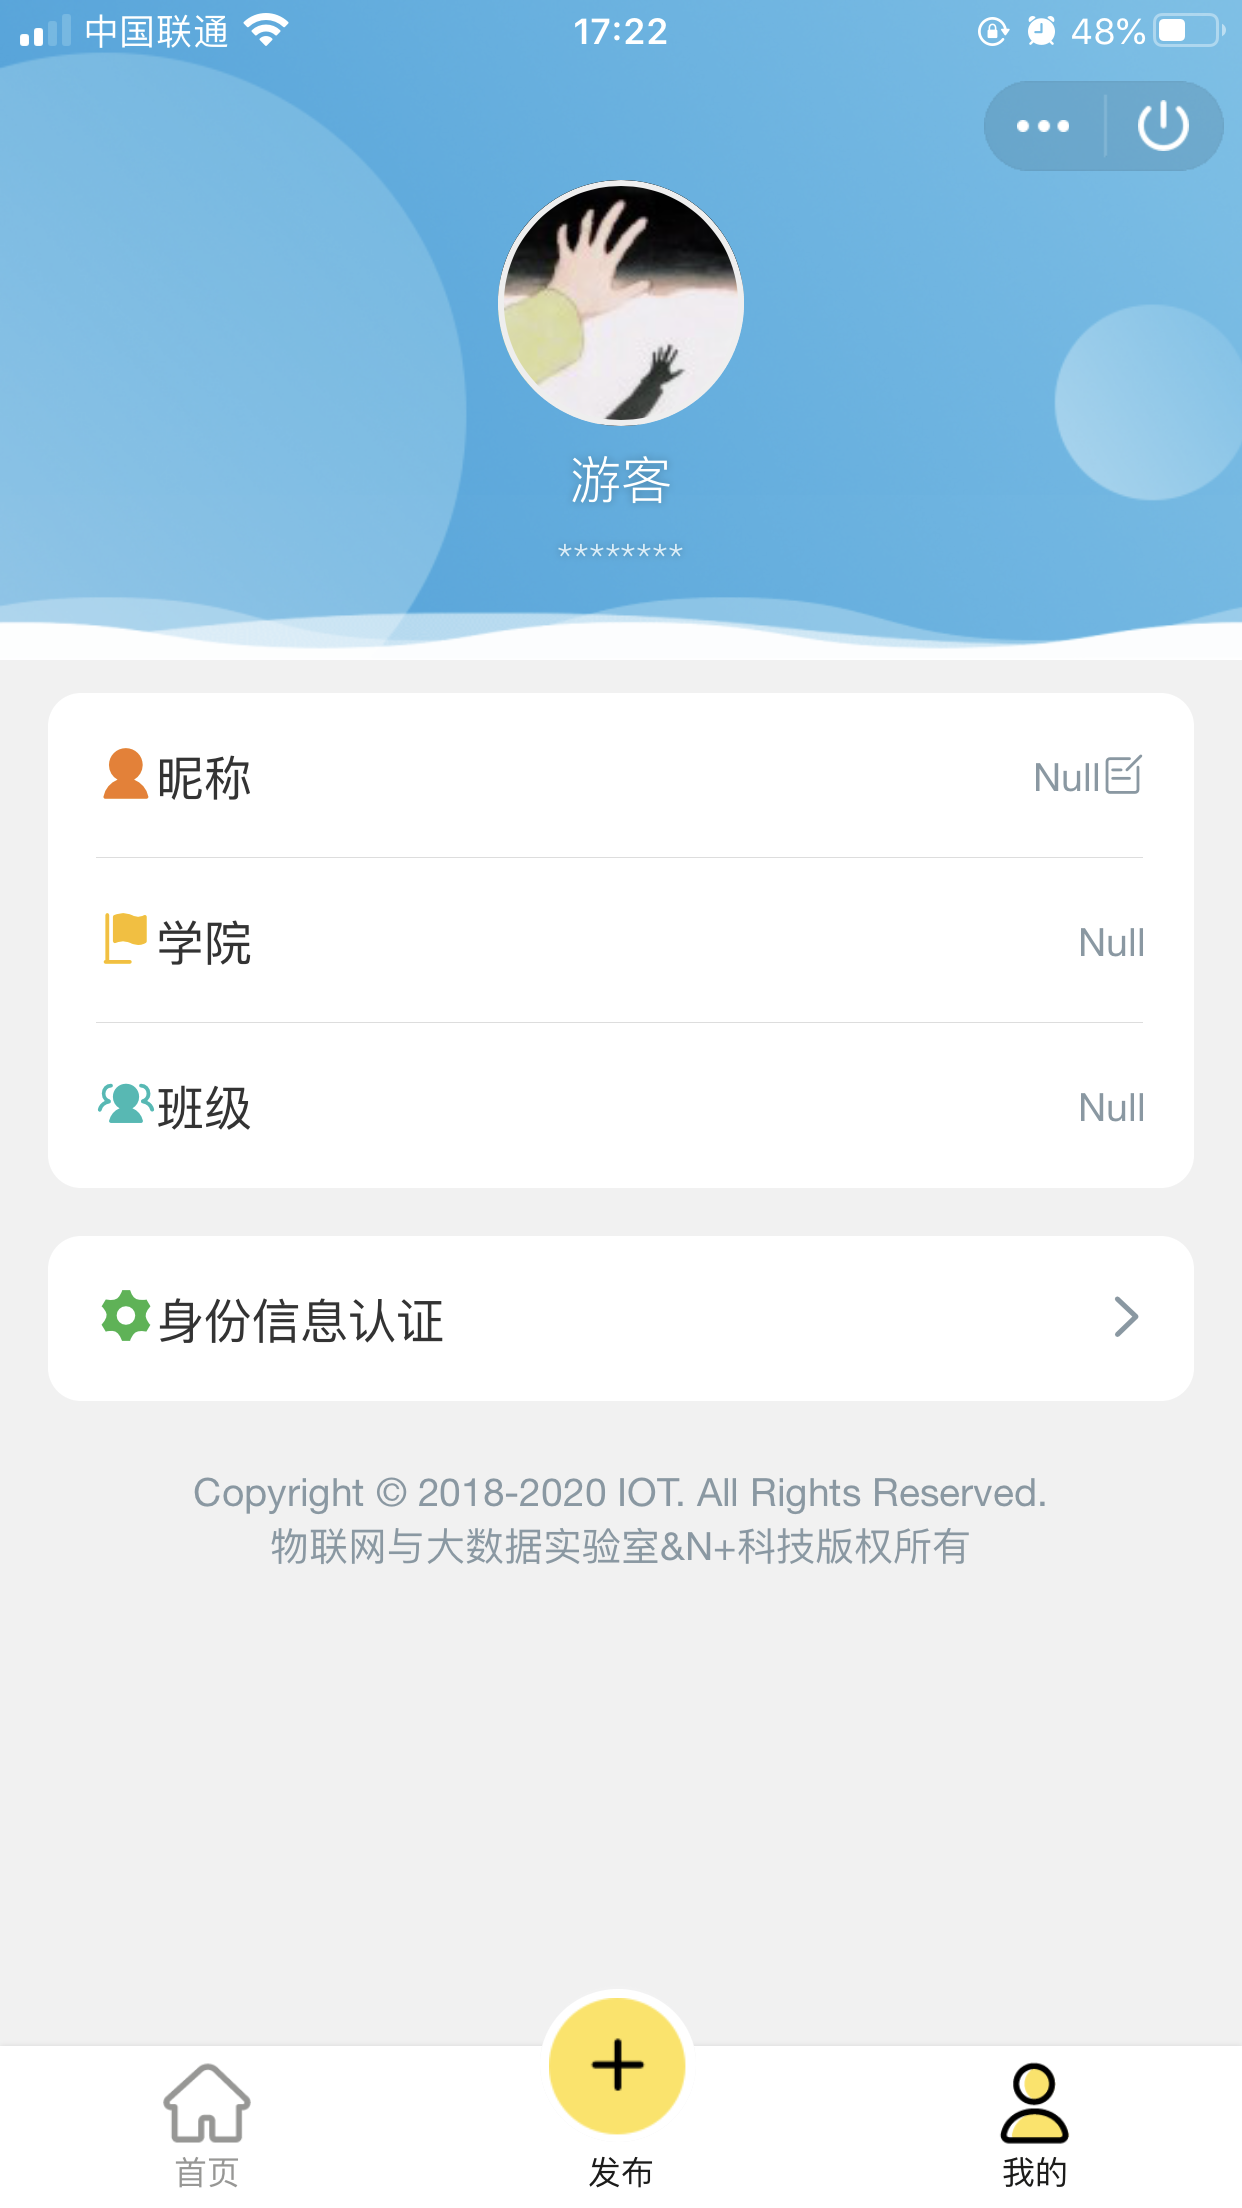 中国联通 17:22 48%
游客
********
昵称 Null
学院 Null
班级 Null
身份信息认证
Copyright © 2018-2020 IOT. All Rights Reserved.
物联网与大数据实验室&N+科技版权所有
首页 发布 我的